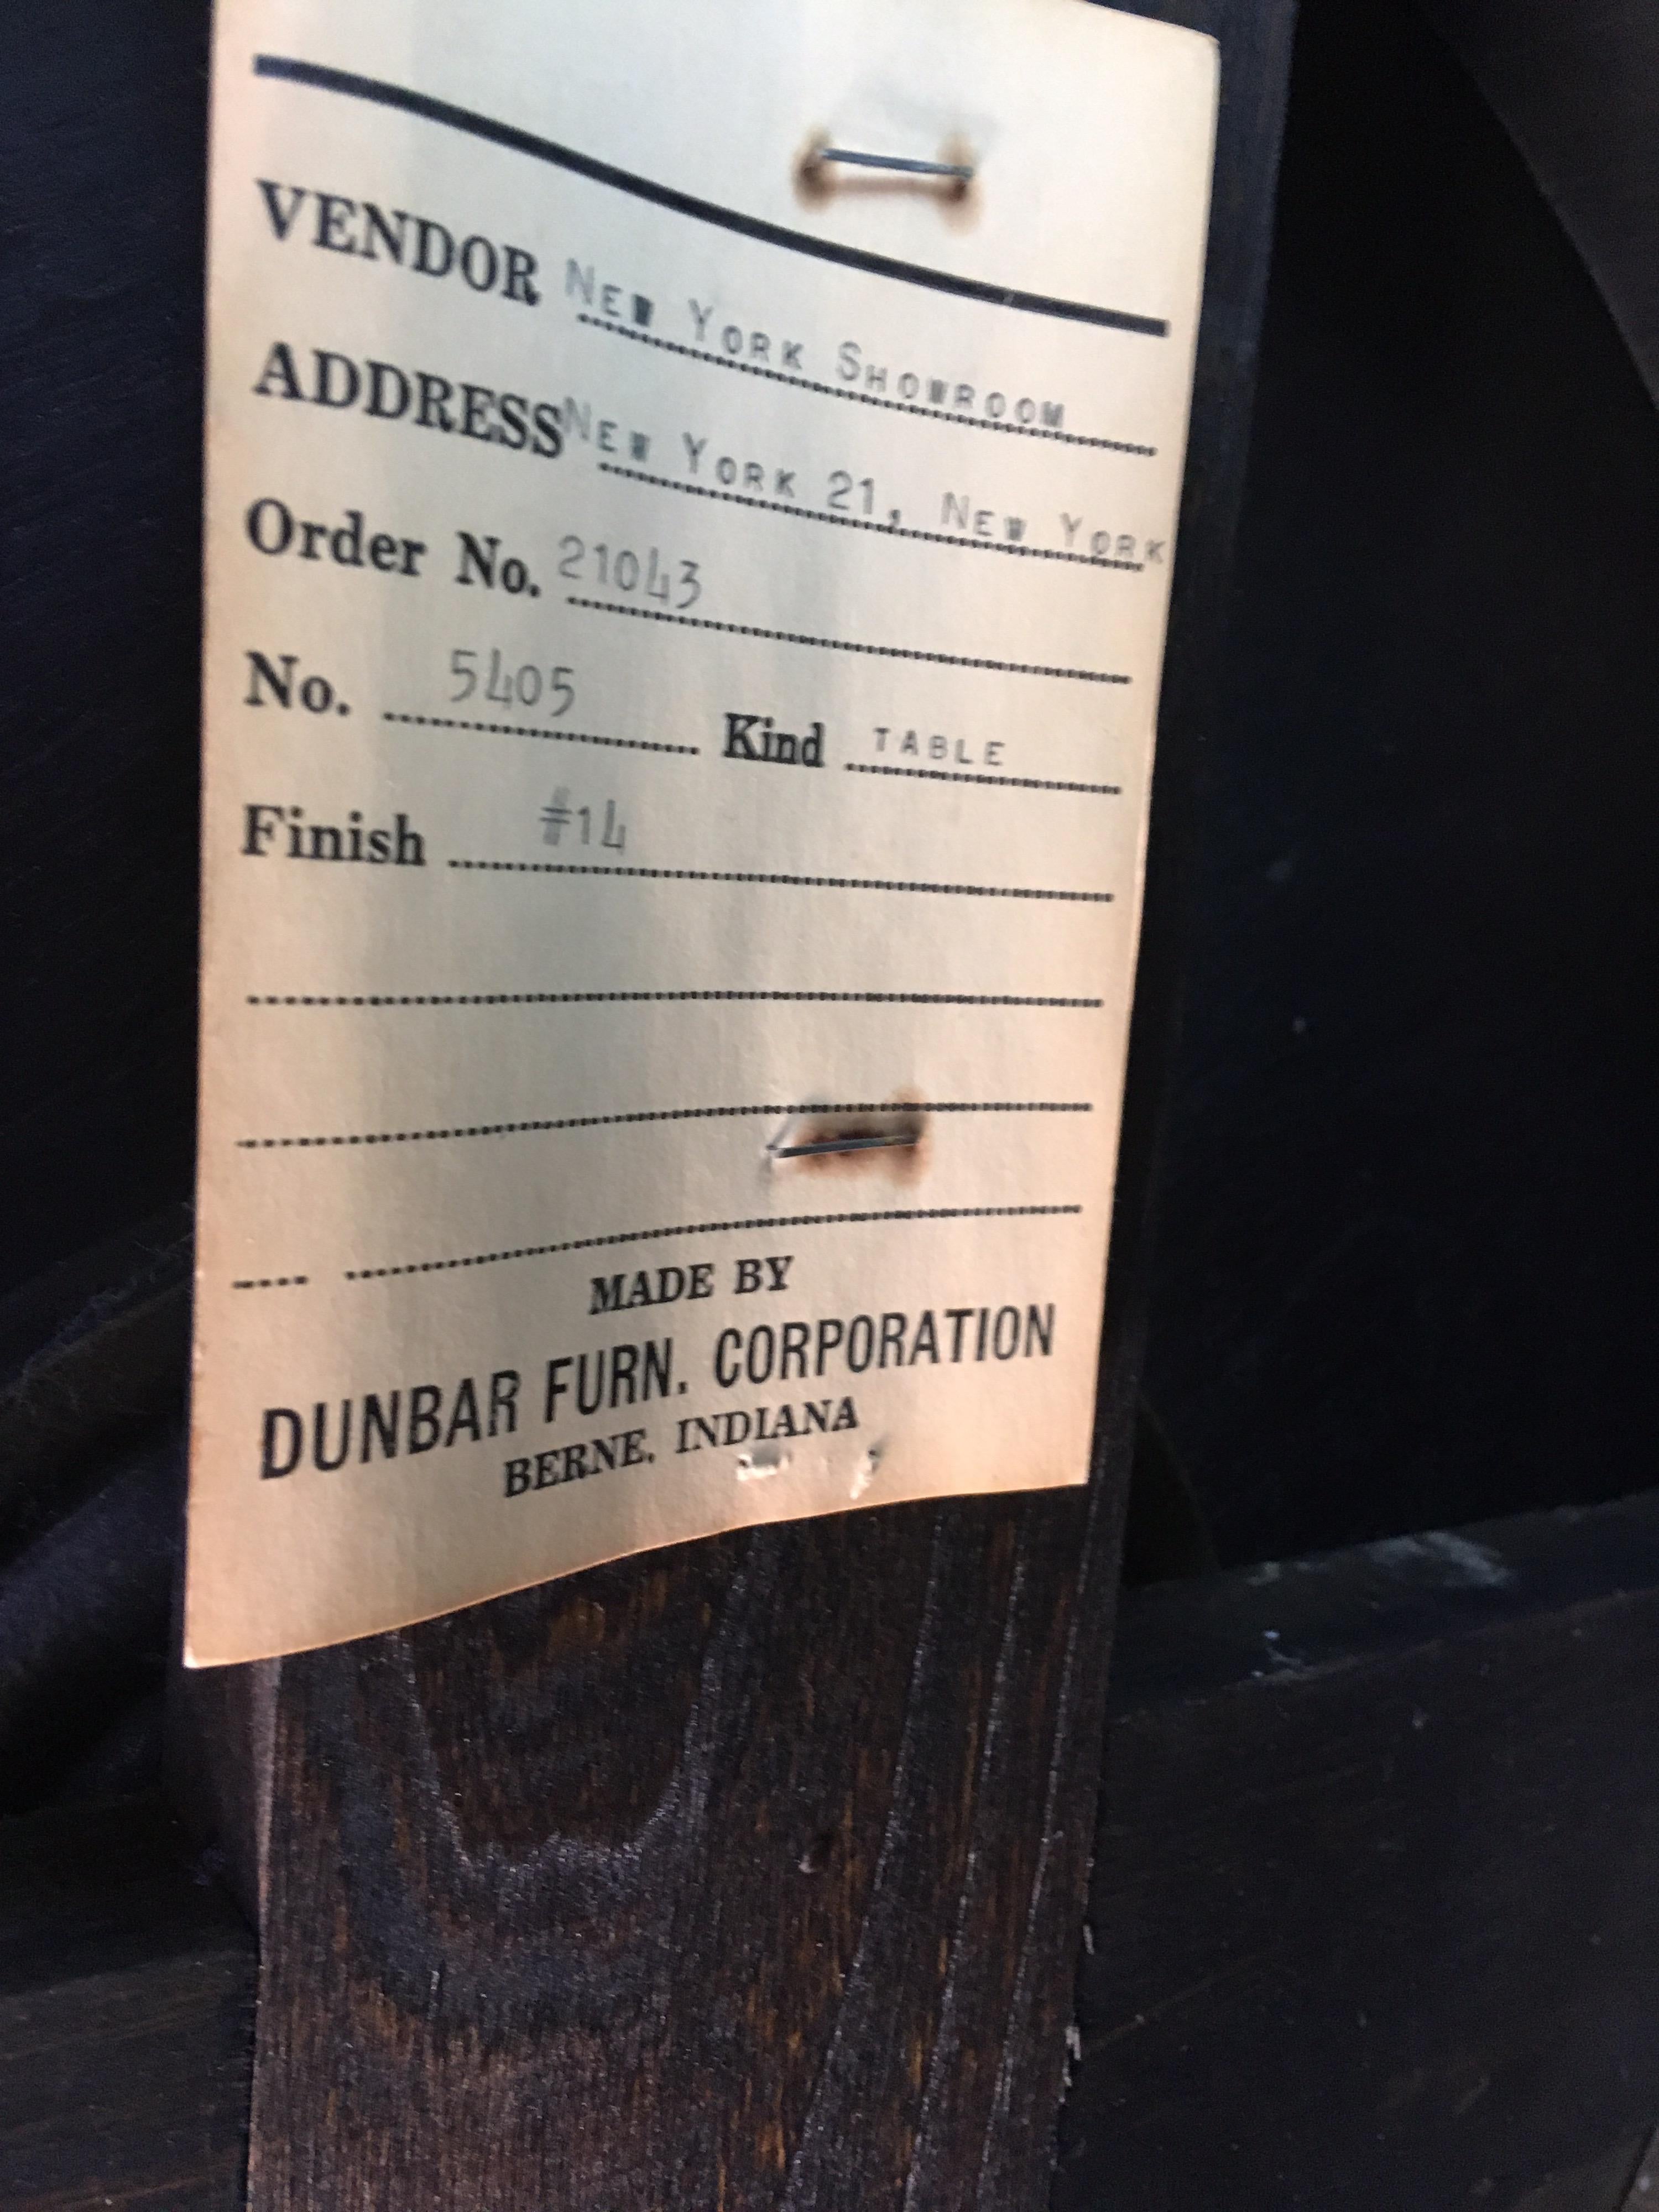 VENDOR New York Showroom
ADDRESS New York 21, New York
Order No. 21043
No. 5405 Kind TABLE
Finish #14
MADE BY
DUNBAR FURN. CORPORATION
BERNE, INDIANA